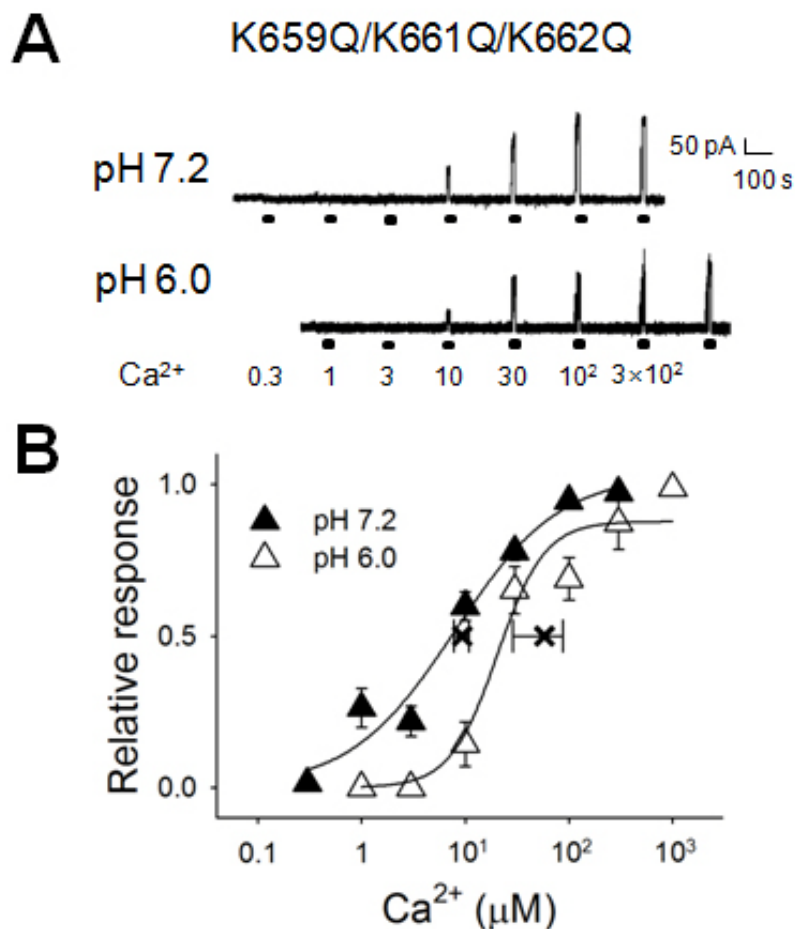 A K659Q/K661Q/K662Q
pH 7.2
50 pA
100 s
pH 6.0
Ca²⁺ 0.3 1 3 10 30 10² 3×10²
B
Relative response
1.0
0.5
0.0
pH 7.2
pH 6.0
0.1 1 10¹ 10² 10³
Ca²⁺ (μM)